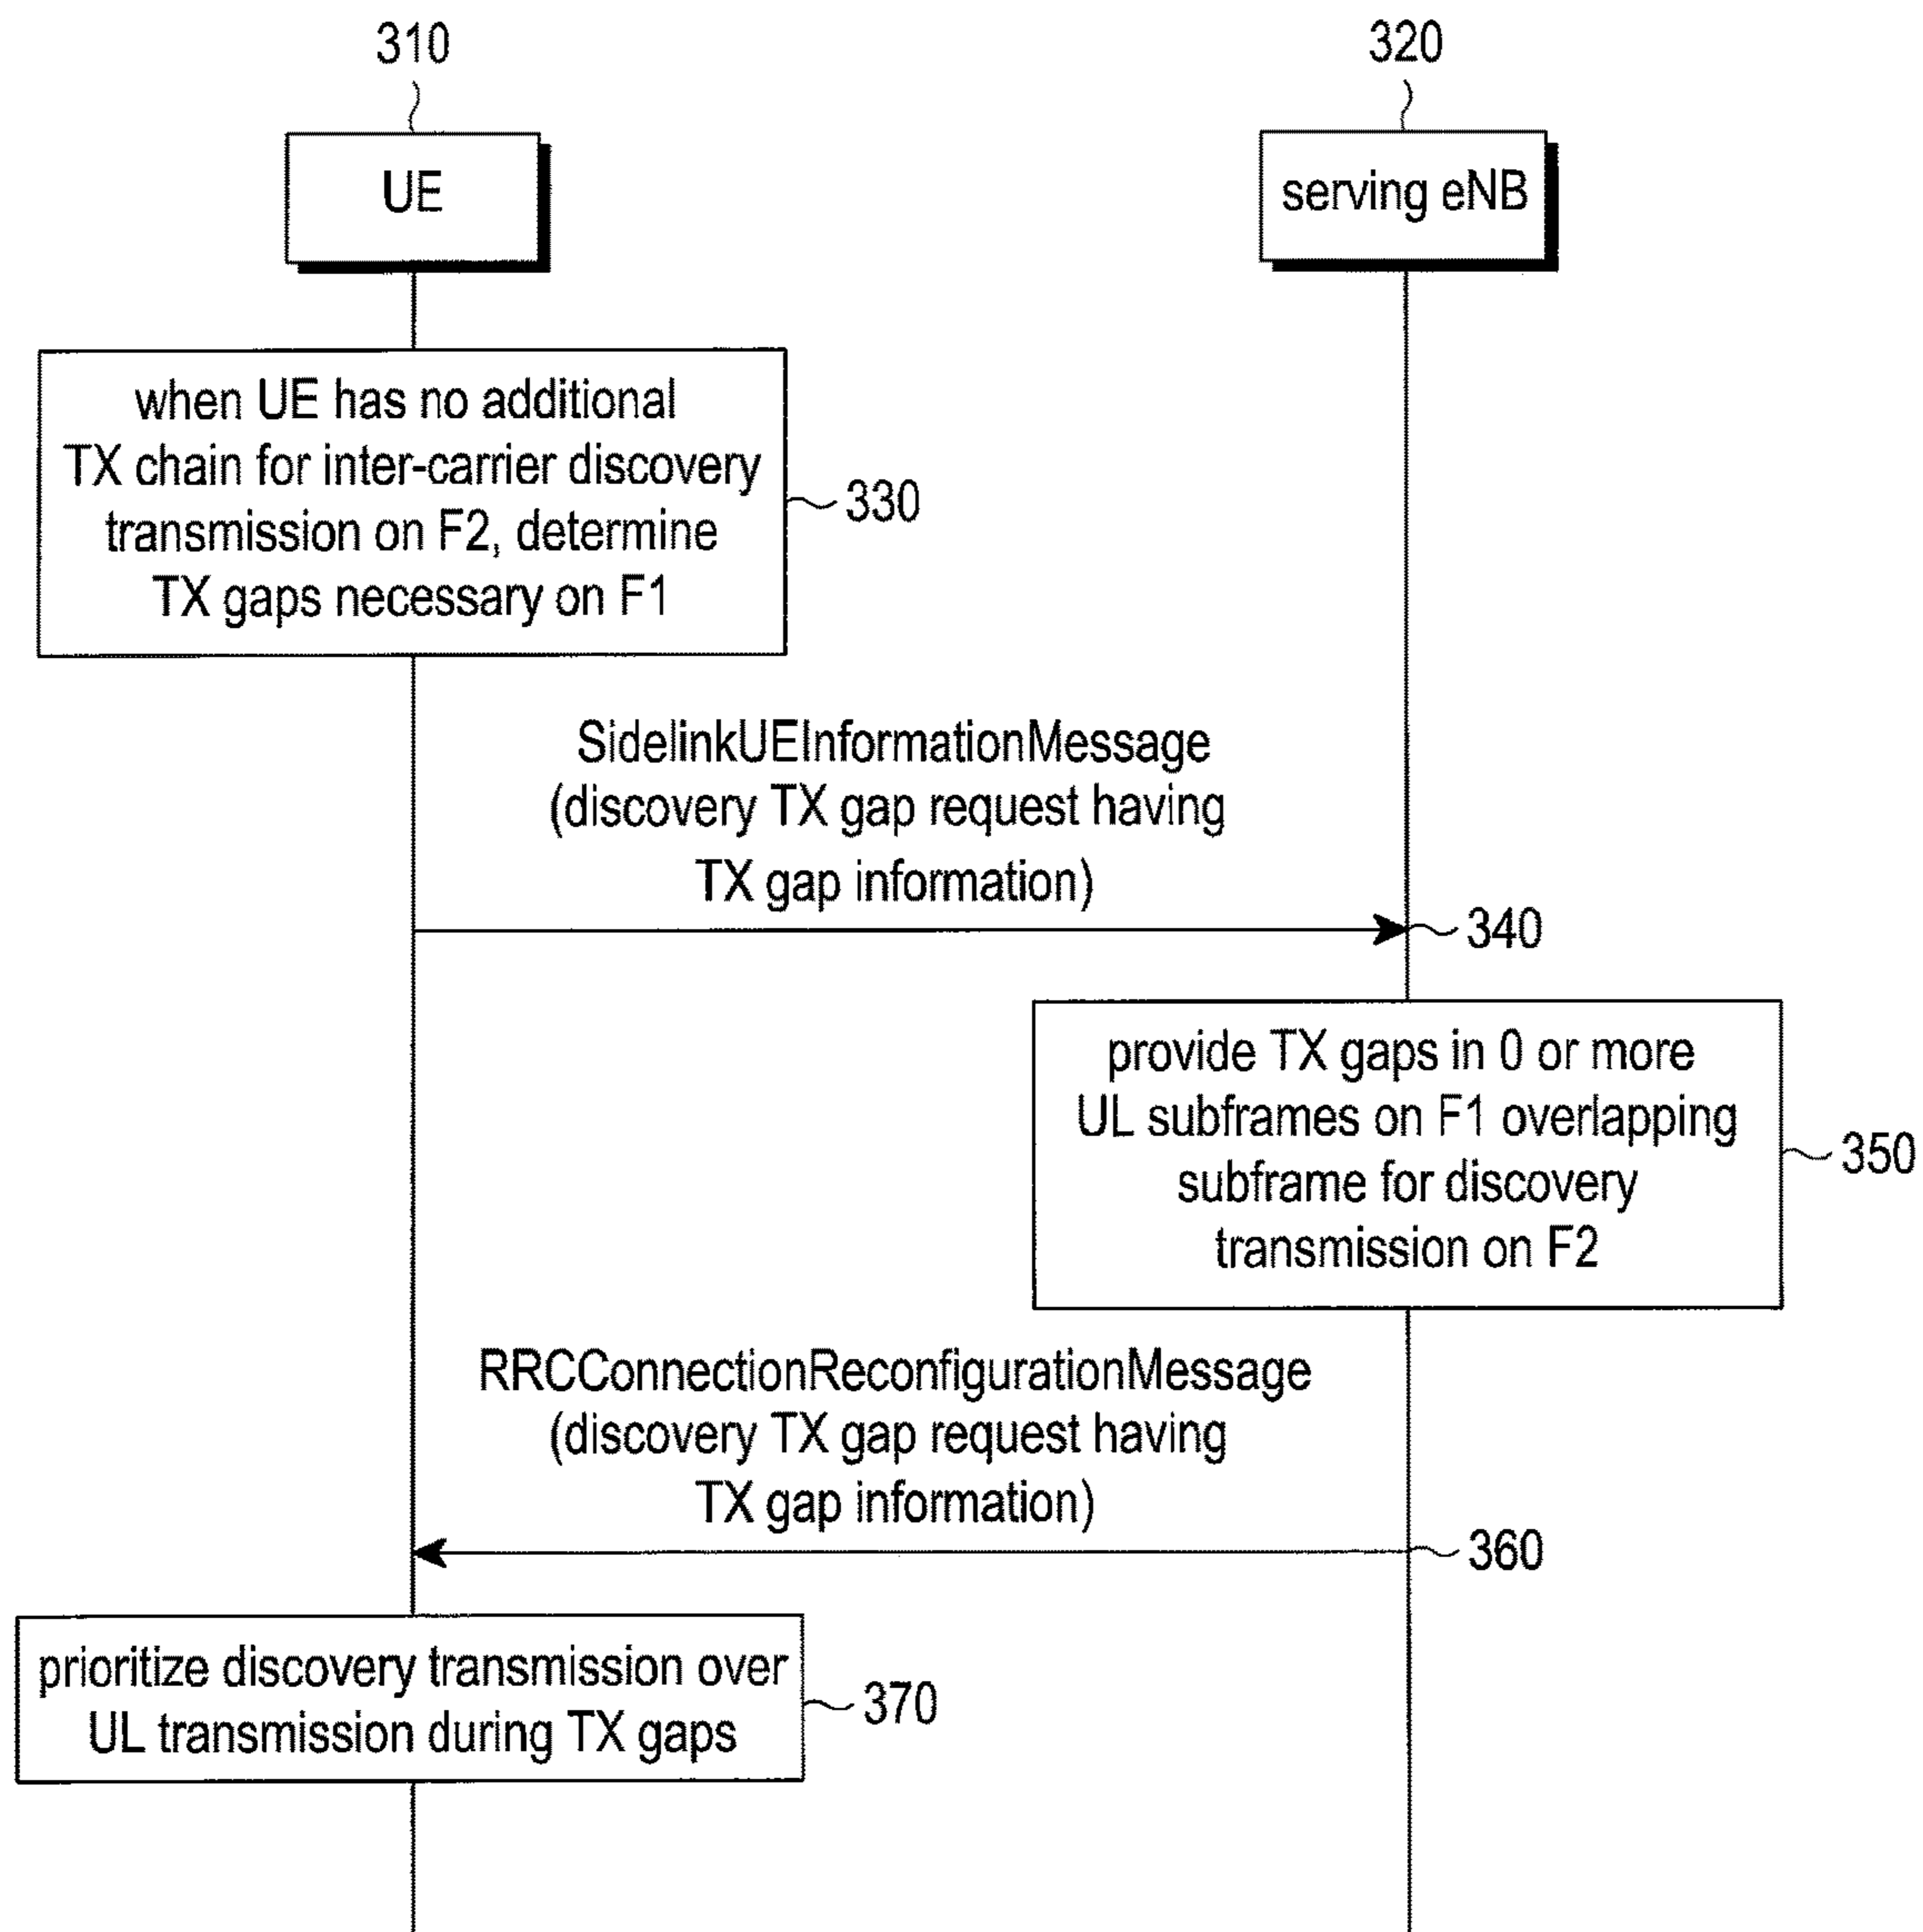 310
320
UE
serving eNB
when UE has no additional
TX chain for inter-carrier discovery
transmission on F2, determine
TX gaps necessary on F1
330
SidelinkUEInformationMessage
(discovery TX gap request having
TX gap information)
340
provide TX gaps in 0 or more
UL subframes on F1 overlapping
subframe for discovery
transmission on F2
350
RRCConnectionReconfigurationMessage
(discovery TX gap request having
TX gap information)
360
prioritize discovery transmission over
UL transmission during TX gaps
370